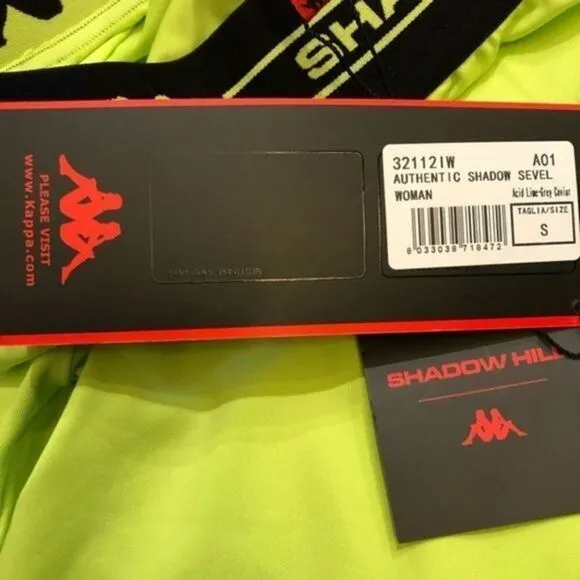 SHA
PLEASE VISIT
www.Kappa.com
32112IW A01
AUTHENTIC SHADOW SEVEL
WOMAN Acid Lime-Grey Caviar
TAGLIA/SIZE
S
8 033038 718472
SHADOW HILL